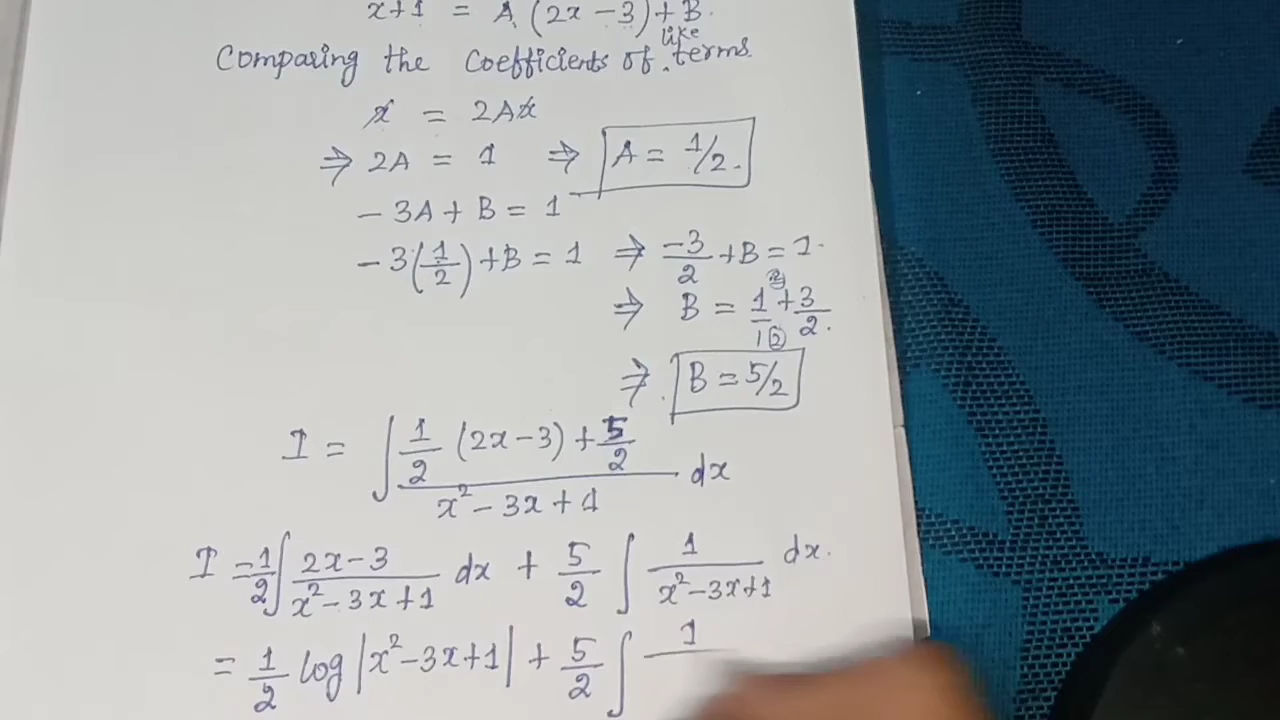 x+1 = A (2x-3)+B.
Comparing the Coefficients of like terms.
x = 2Ax
⇒ 2A = 1 ⇒ A = 1/2.
-3A + B = 1
-3(1/2)+B = 1 ⇒ -3/2 +B = 1.
⇒ B = 1/1 + 3/2.
⇒ B = 5/2
I = ∫ (1/2 (2x-3) + 5/2)/(x²-3x+1) dx
I = 1/2 ∫ (2x-3)/(x²-3x+1) dx + 5/2 ∫ 1/(x²-3x+1) dx.
= 1/2 log|x²-3x+1| + 5/2 ∫ 1